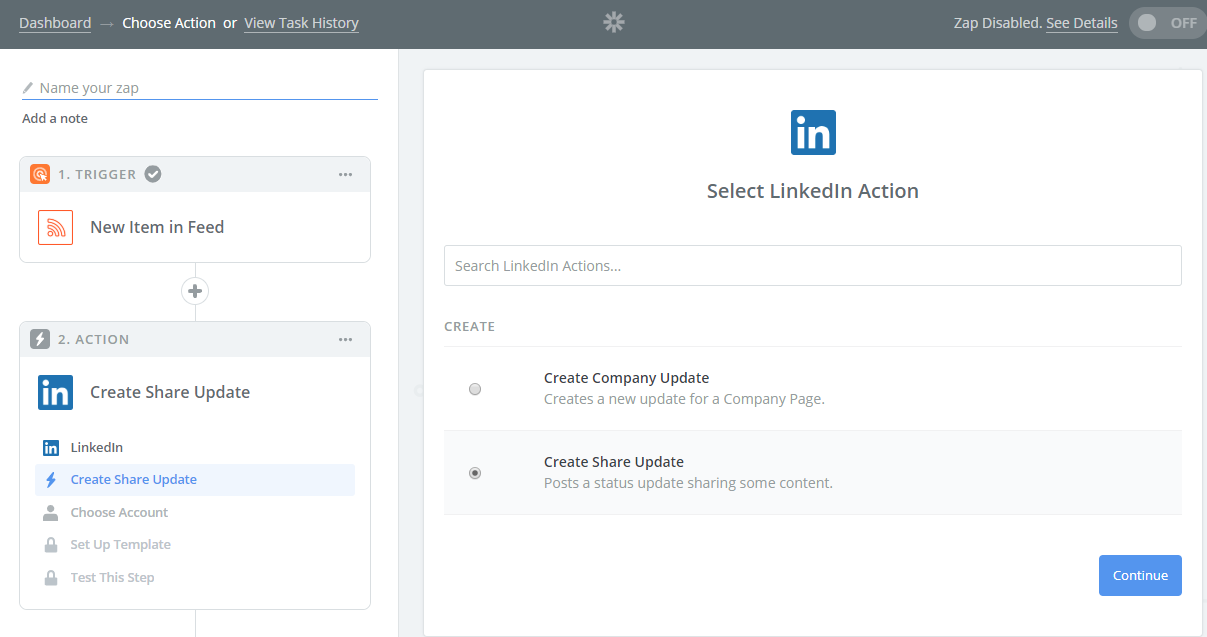 Dashboard → Choose Action or View Task History
Zap Disabled. See Details OFF
Name your zap
Add a note
1. TRIGGER
New Item in Feed
2. ACTION
in Create Share Update
in LinkedIn
Create Share Update
Choose Account
Set Up Template
Test This Step
in
Select LinkedIn Action
Search LinkedIn Actions...
CREATE
Create Company Update
Creates a new update for a Company Page.
Create Share Update
Posts a status update sharing some content.
Continue